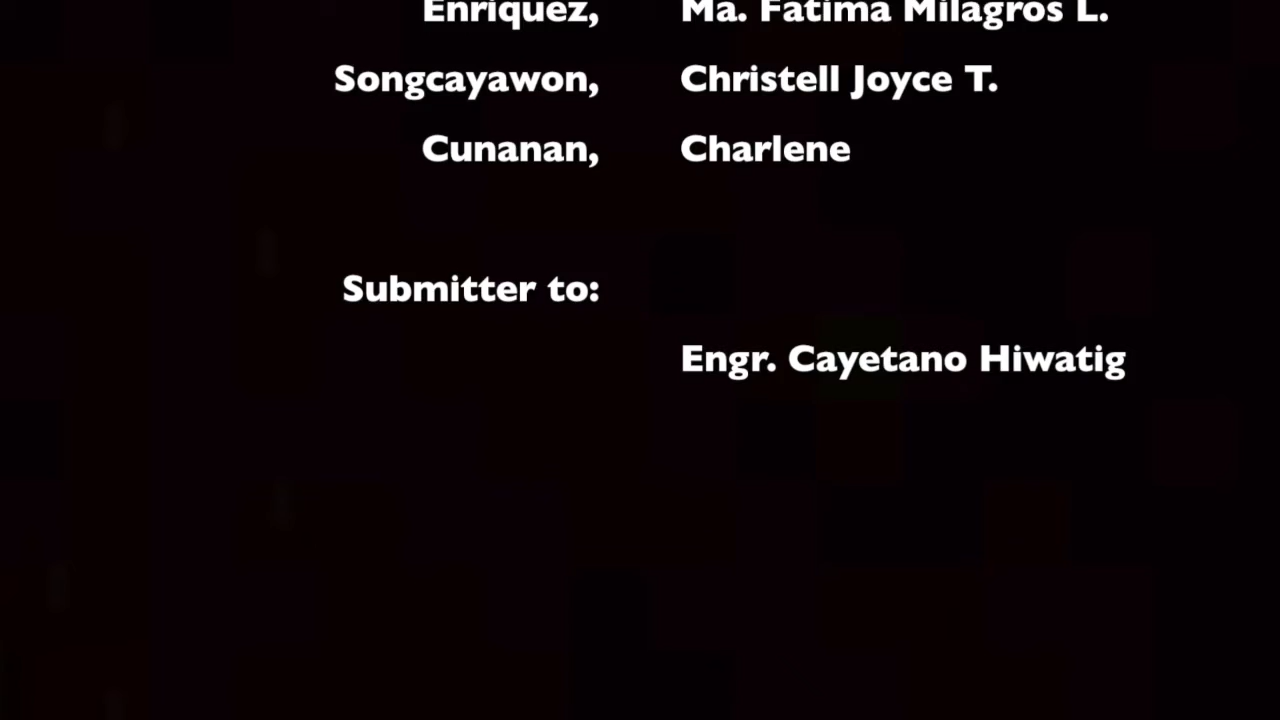 Enriquez, Ma. Fatima Milagros L.
Songcayawon, Christell Joyce T.
Cunanan, Charlene
Submitter to:
Engr. Cayetano Hiwatig